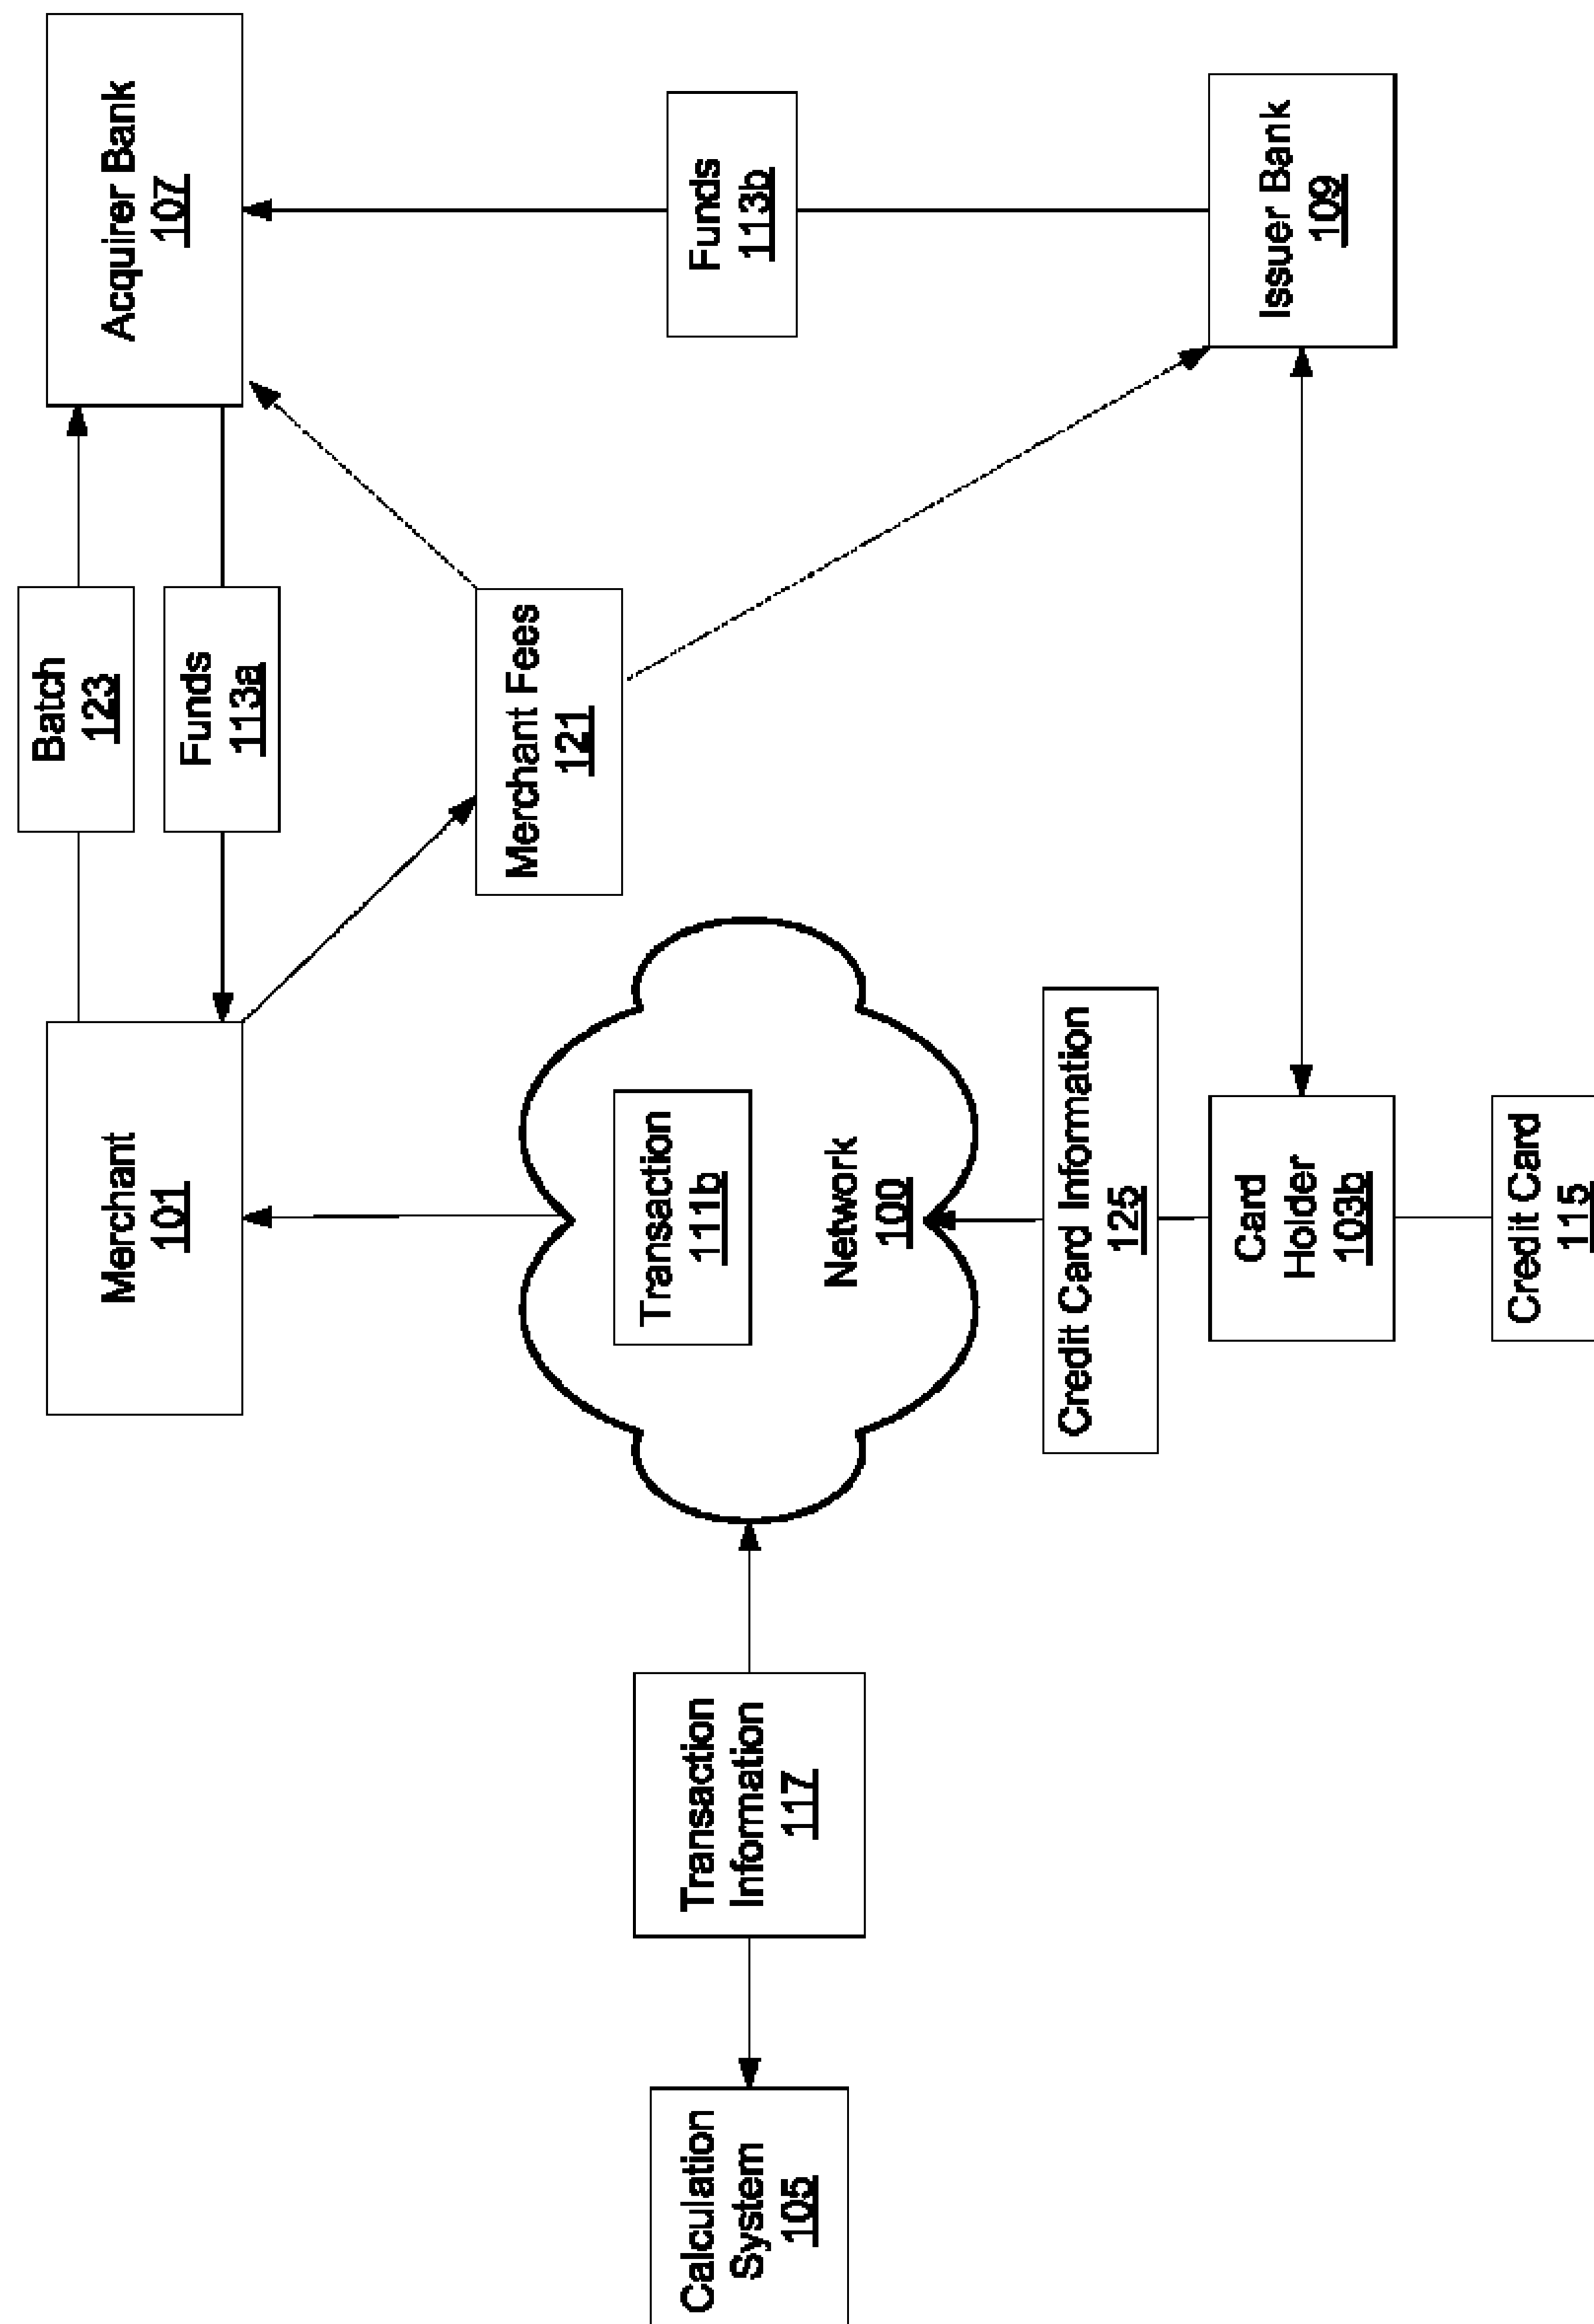 Calculation
System
105
Transaction
Information
117
Merchant
101
Batch
123
Funds
113a
Acquirer Bank
107
Merchant Fees
121
Transaction
111b
Network
100
Funds
113b
Credit Card Information
125
Card
Holder
103b
Issuer Bank
109
Credit Card
115